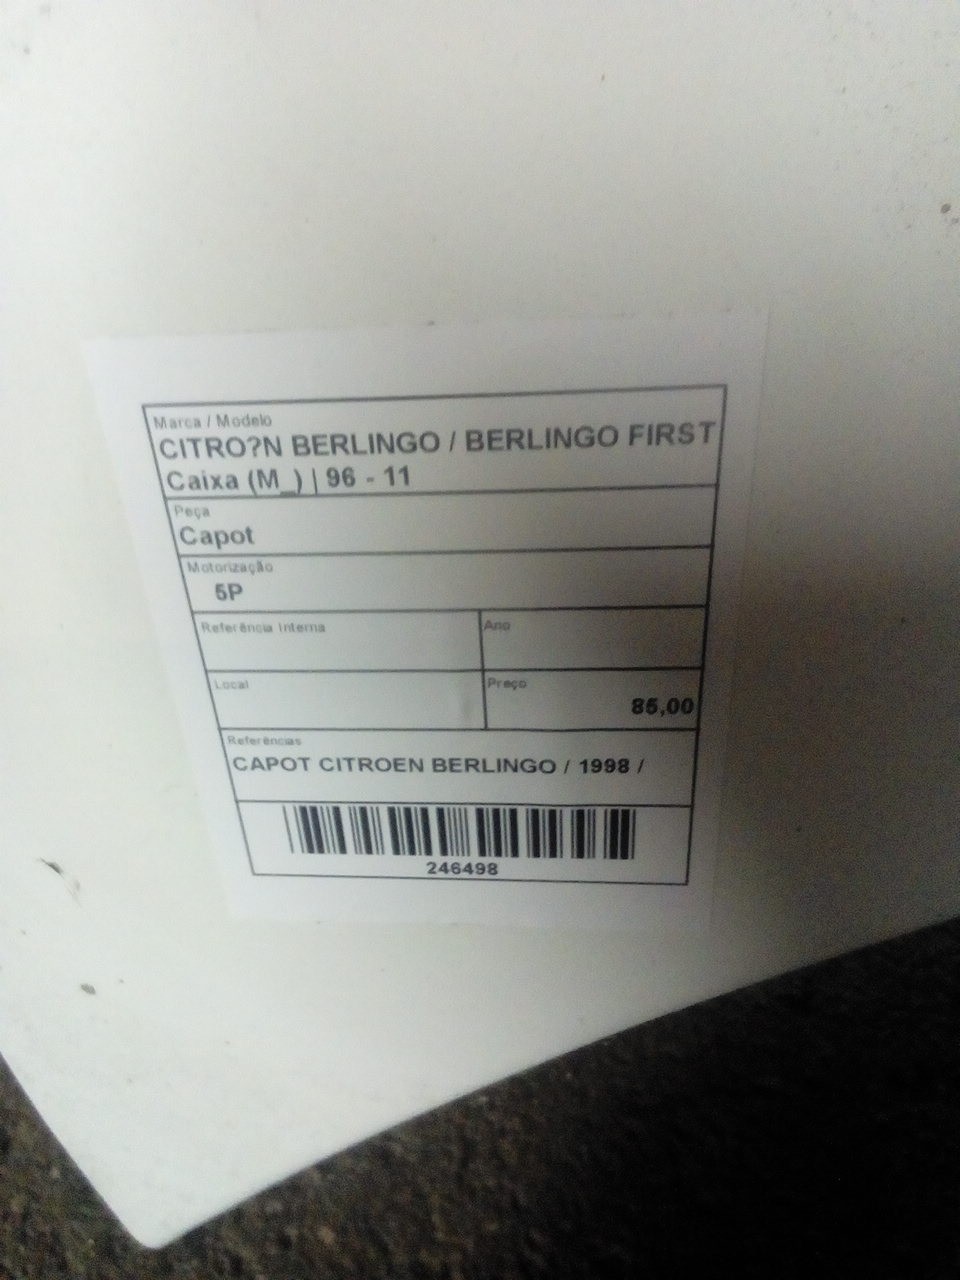 Marca / Modelo
CITRO?N BERLINGO / BERLINGO FIRST
Caixa (M_) | 96 - 11
Peça
Capot
Motorização
5P
Referência Interna
Ano
Local
Preço
85,00
Referências
CAPOT CITROEN BERLINGO / 1998 /
246498